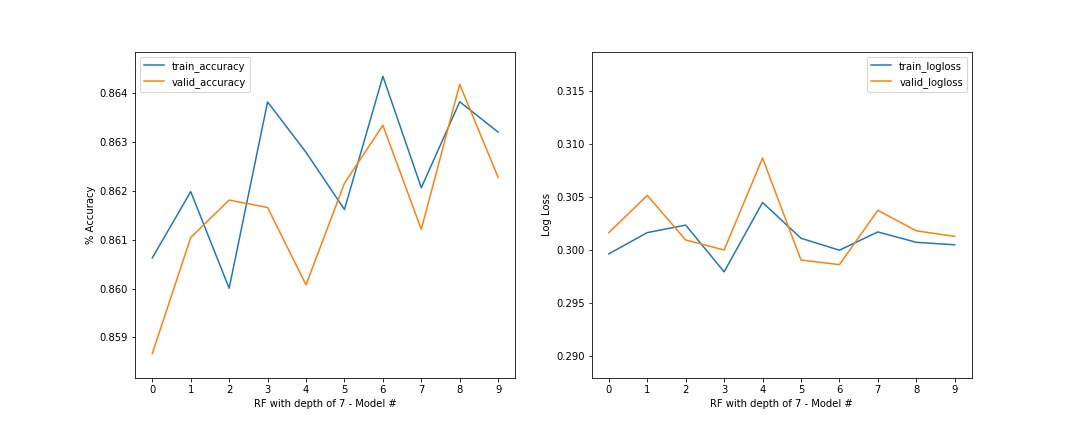 train_accuracy
valid_accuracy
0.864
0.863
0.862
0.861
0.860
0.859
% Accuracy
0 1 2 3 4 5 6 7 8 9
RF with depth of 7 - Model #
train_logloss
valid_logloss
0.315
0.310
0.305
0.300
0.295
0.290
Log Loss
0 1 2 3 4 5 6 7 8 9
RF with depth of 7 - Model #